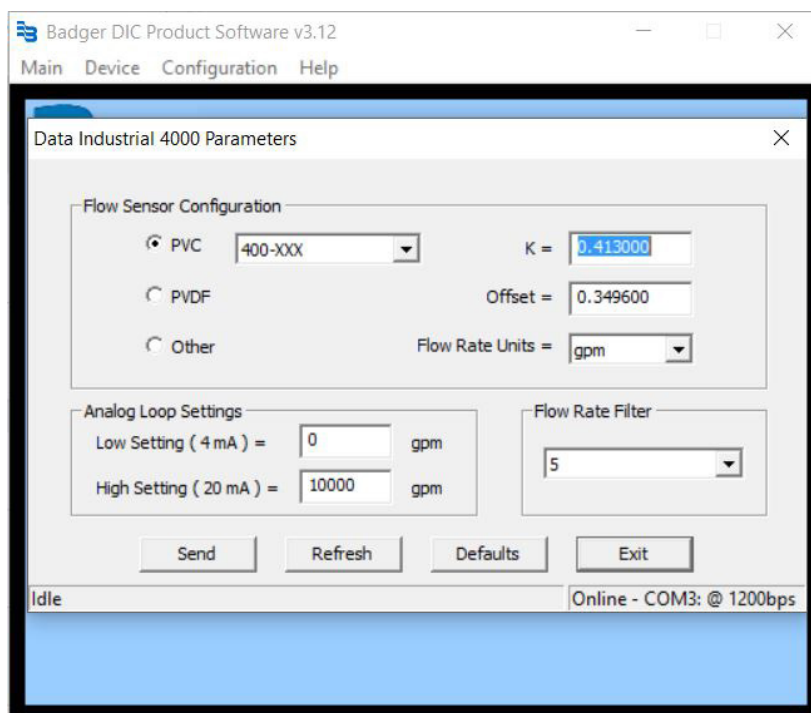 Badger DIC Product Software v3.12
Main Device Configuration Help
Data Industrial 4000 Parameters
Flow Sensor Configuration
PVC 400-XXX K = 0.413000
PVDF Offset = 0.349600
Other Flow Rate Units = gpm
Analog Loop Settings Flow Rate Filter
Low Setting ( 4 mA ) = 0 gpm
5
High Setting ( 20 mA ) = 10000 gpm
Send Refresh Defaults Exit
Idle Online - COM3: @ 1200bps